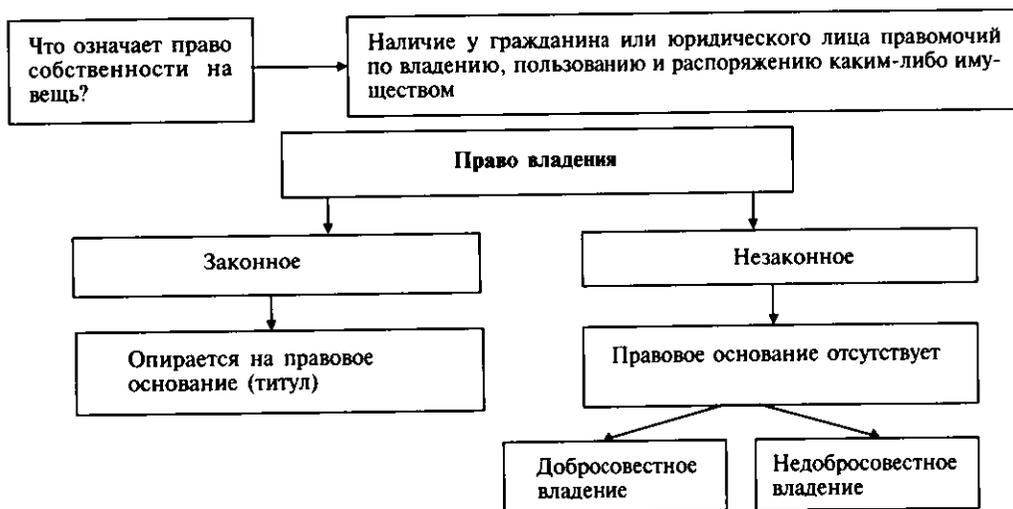 Что означает право
собственности на
вещь?
Наличие у гражданина или юридического лица правомочий
по владению, пользованию и распоряжению каким-либо иму-
ществом
Право владения
Законное
Незаконное
Опирается на правовое
основание (титул)
Правовое основание отсутствует
Добросовестное
владение
Недобросовестное
владение